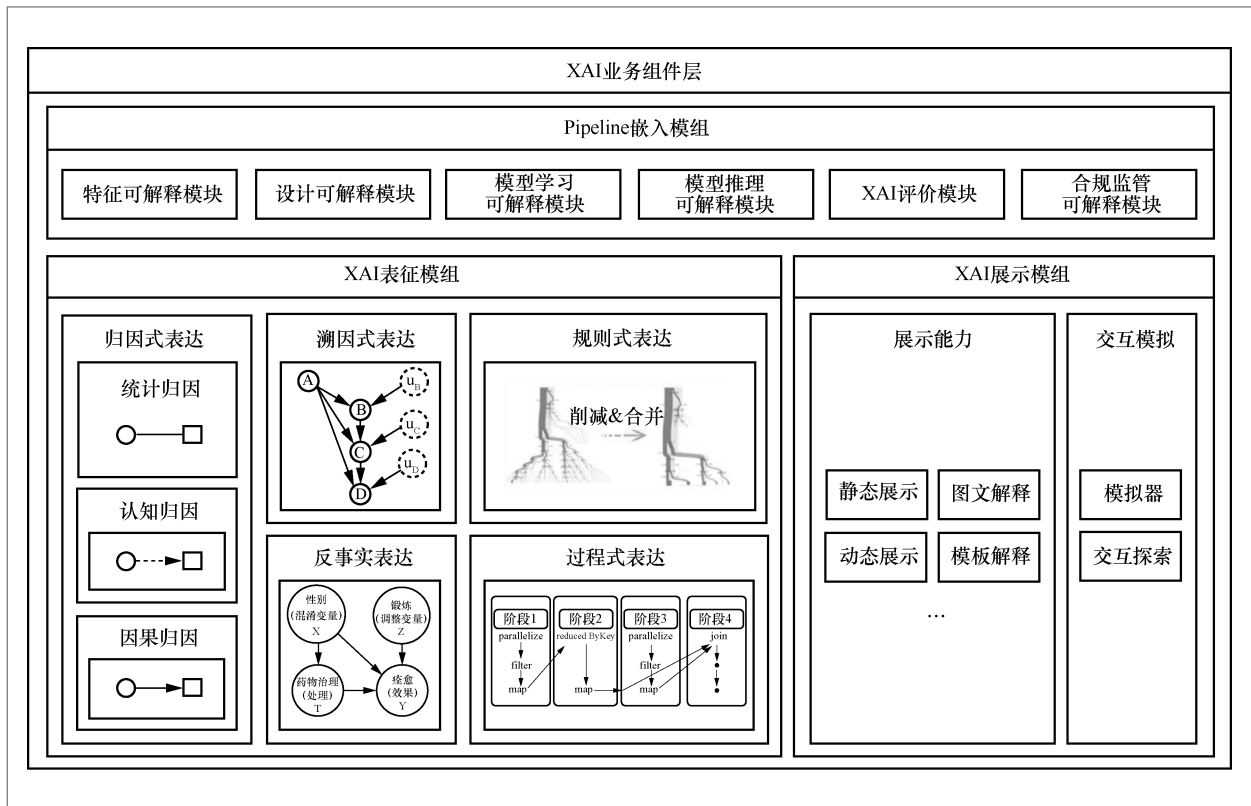 XAI业务组件层
Pipeline嵌入模组
特征可解释模块
设计可解释模块
模型学习
可解释模块
模型推理
可解释模块
XAI评价模块
合规监管
可解释模块
XAI表征模组
归因式表达
统计归因
认知归因
因果归因
溯因式表达
A
B
C
D
u_B
u_C
u_D
规则式表达
削减&合并
反事实表达
性别
(混淆变量)
X
锻炼
(调整变量)
Z
药物治理
(处理)
T
痊愈
(效果)
Y
过程式表达
阶段1
parallelize
filter
map
阶段2
reduced ByKey
map
阶段3
parallelize
filter
map
阶段4
join
XAI展示模组
展示能力
静态展示
图文解释
动态展示
模板解释
...
交互模拟
模拟器
交互探索